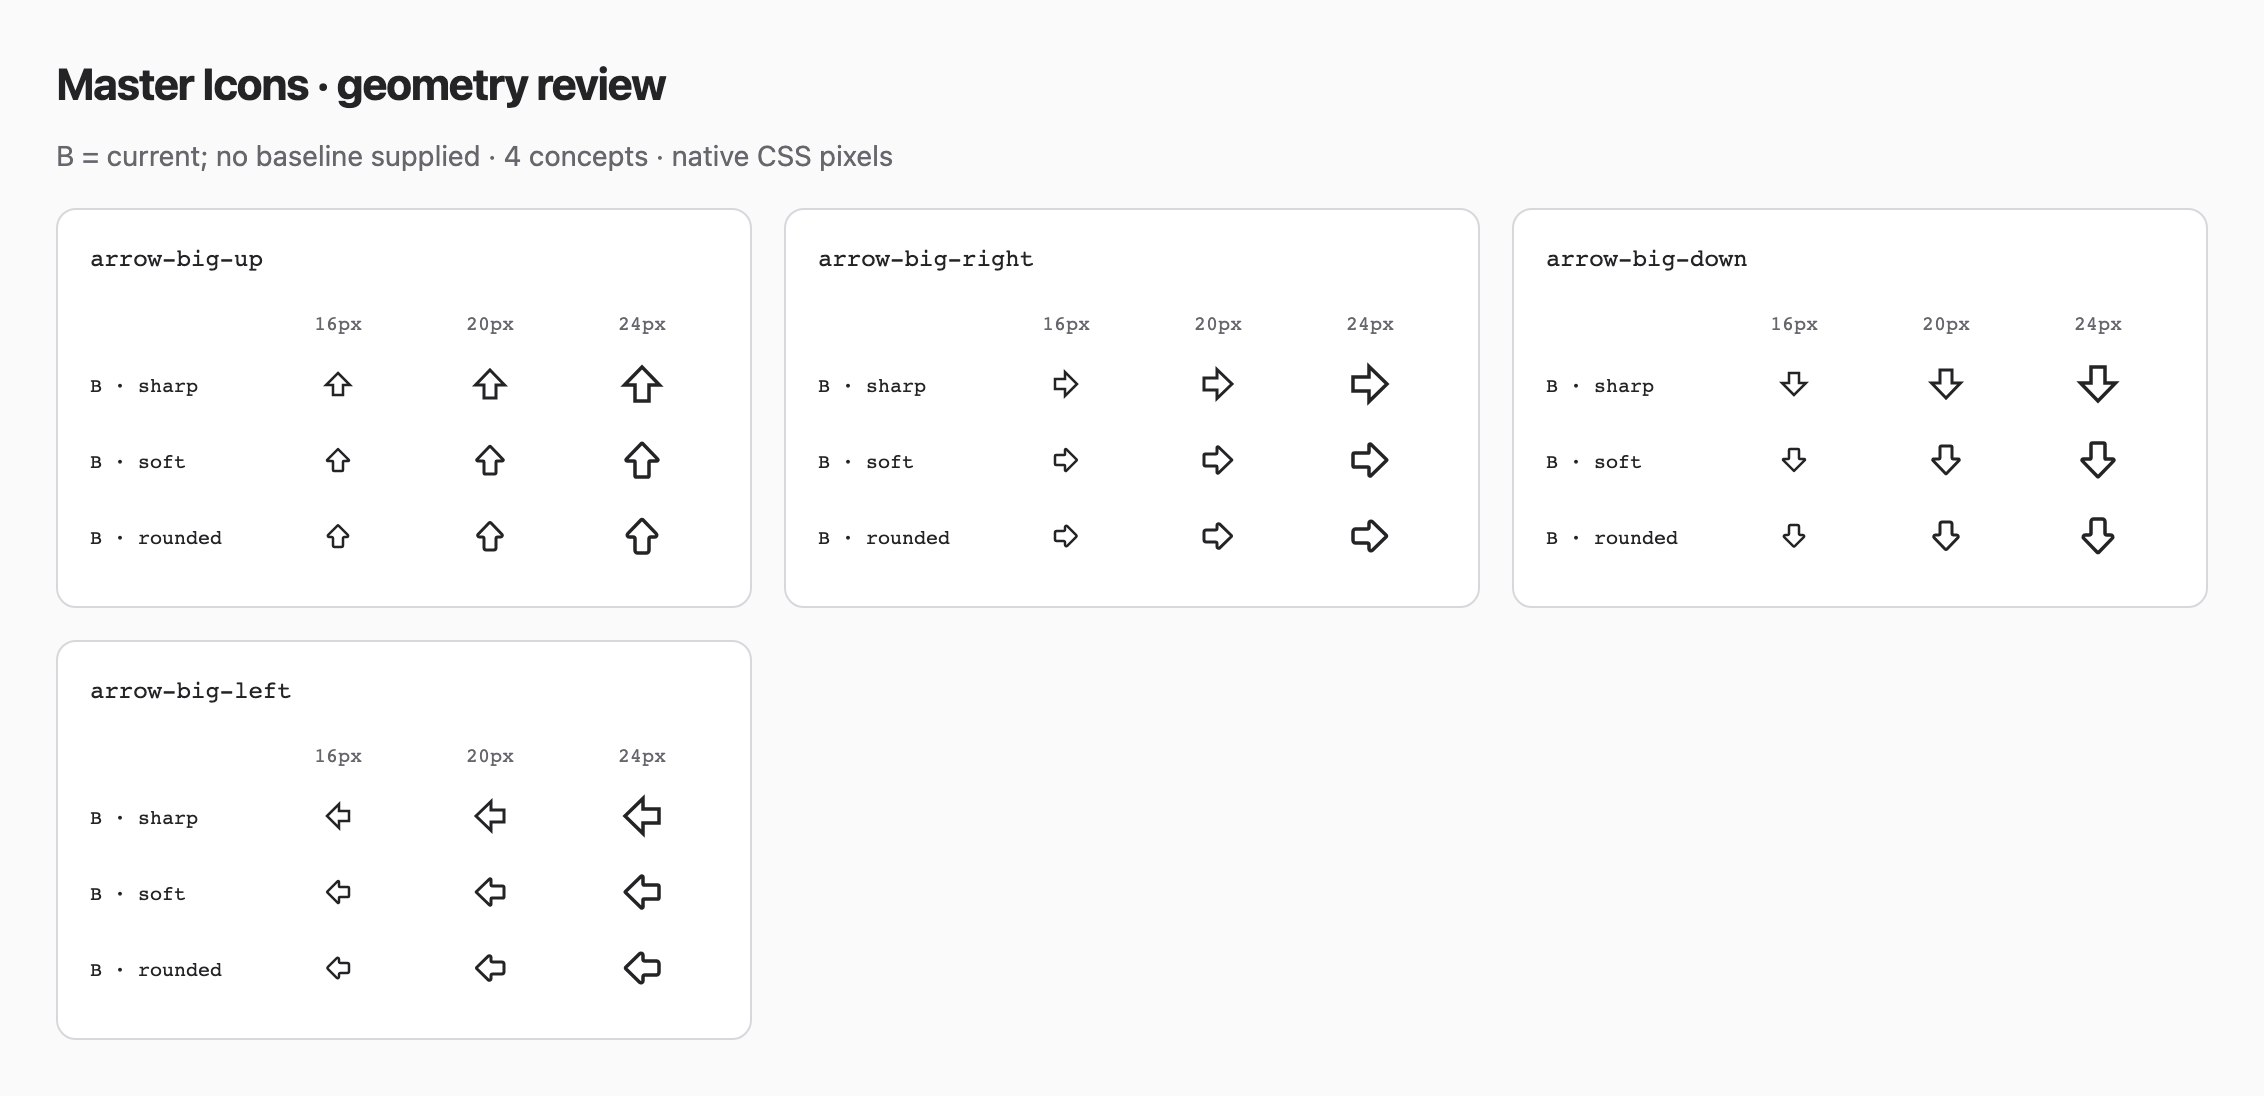 Master Icons · geometry review
B = current; no baseline supplied · 4 concepts · native CSS pixels
arrow-big-up
16px 20px 24px
B · sharp
B · soft
B · rounded
arrow-big-right
16px 20px 24px
B · sharp
B · soft
B · rounded
arrow-big-down
16px 20px 24px
B · sharp
B · soft
B · rounded
arrow-big-left
16px 20px 24px
B · sharp
B · soft
B · rounded